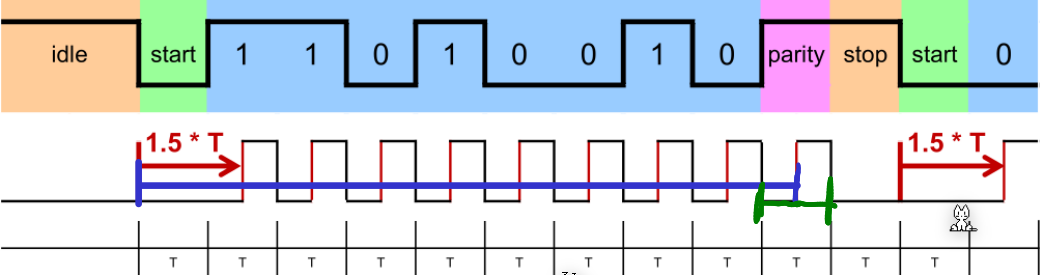 idle start 1 1 0 1 0 0 1 0 parity stop start 0
1.5 * T 1.5 * T
T T T T T T T T T T T T